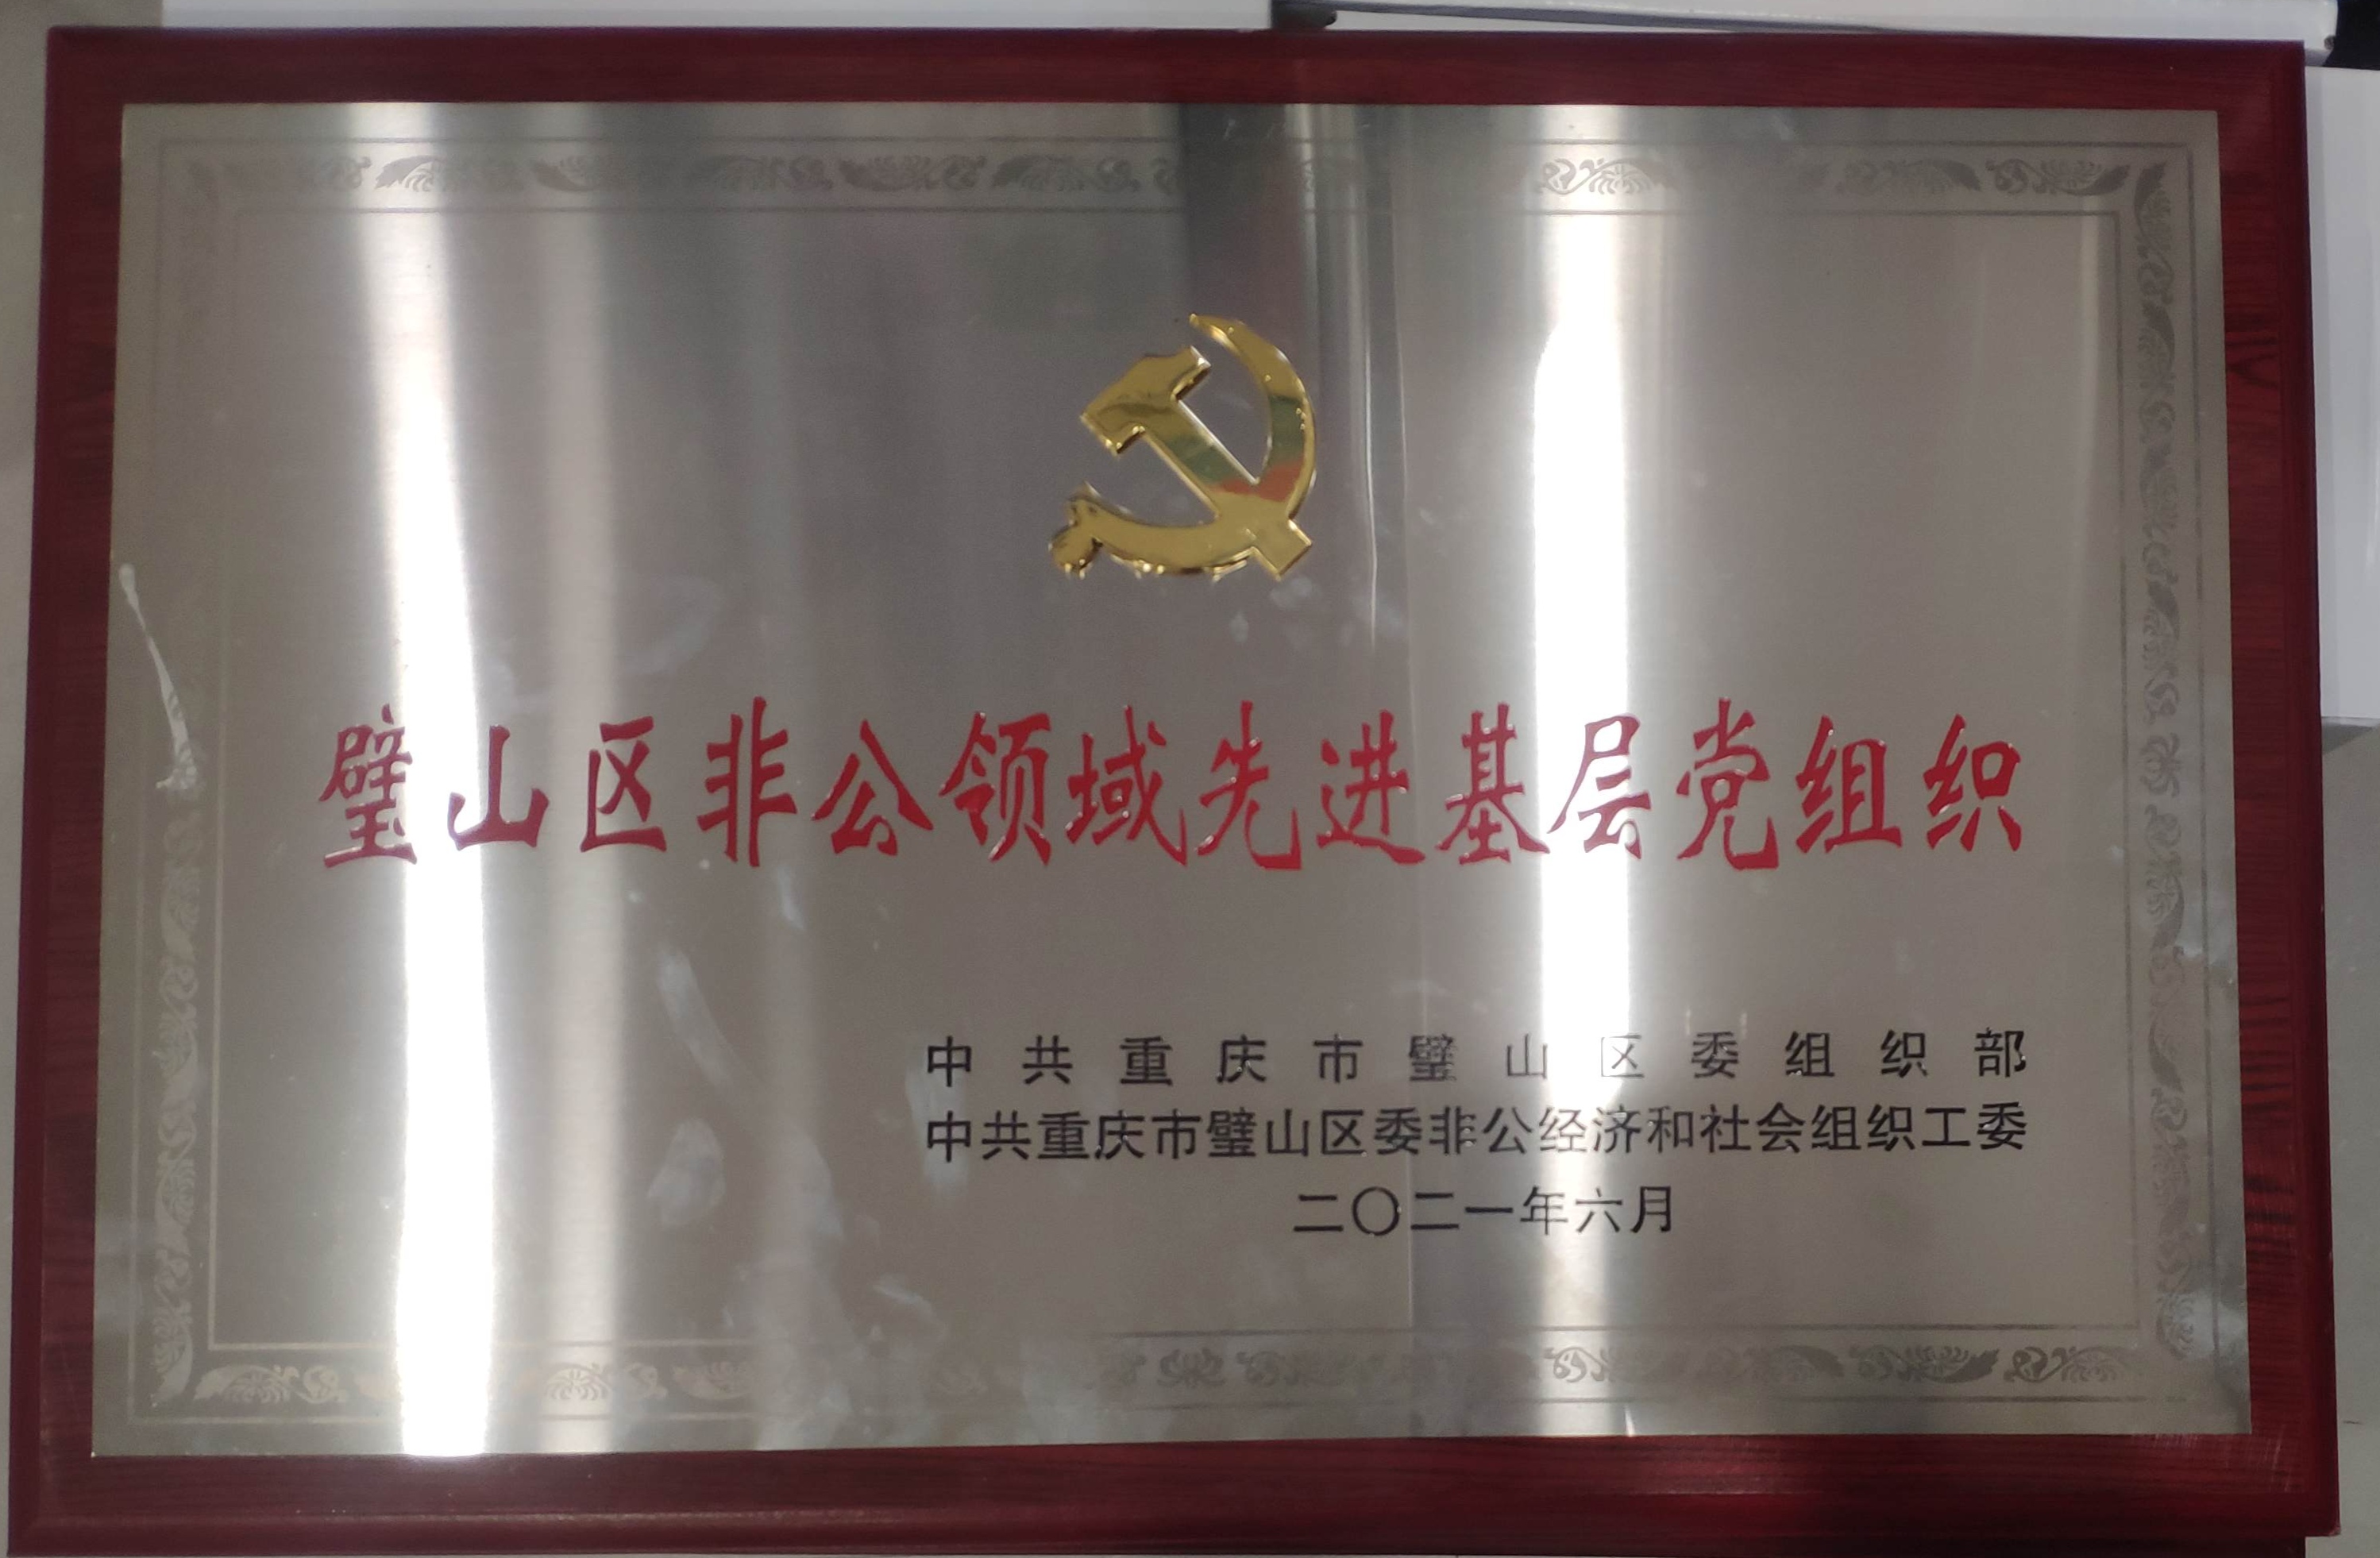 璧山区非公领域先进基层党组织
中共重庆市璧山区委组织部
中共重庆市璧山区委非公经济和社会组织工委
二〇二一年六月